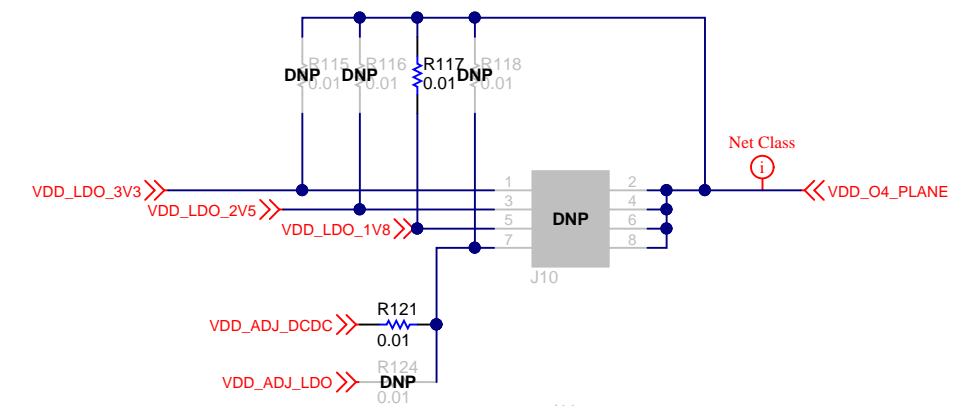 R115
DNP
0.01
R116
DNP
0.01
R117
0.01
R118
DNP
0.01
Net Class
i
VDD_LDO_3V3
1
2
VDD_O4_PLANE
VDD_LDO_2V5
3
4
DNP
VDD_LDO_1V8
5
6
7
8
J10
R121
VDD_ADJ_DCDC
0.01
R124
VDD_ADJ_LDO
DNP
0.01